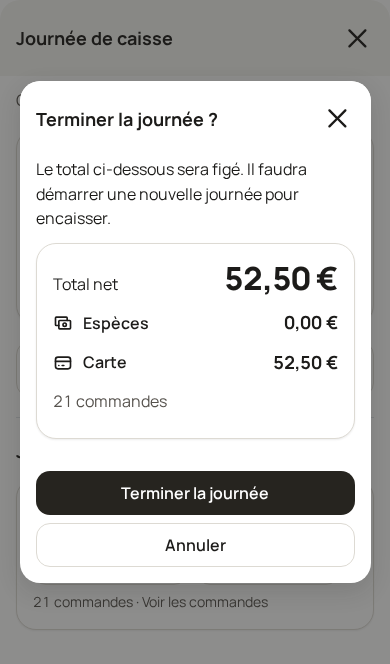 Journée de caisse
Terminer la journée ?
Le total ci-dessous sera figé. Il faudra
démarrer une nouvelle journée pour
encaisser.
Total net 52,50 €
Espèces 0,00 €
Carte 52,50 €
21 commandes
Terminer la journée
Annuler
21 commandes · Voir les commandes